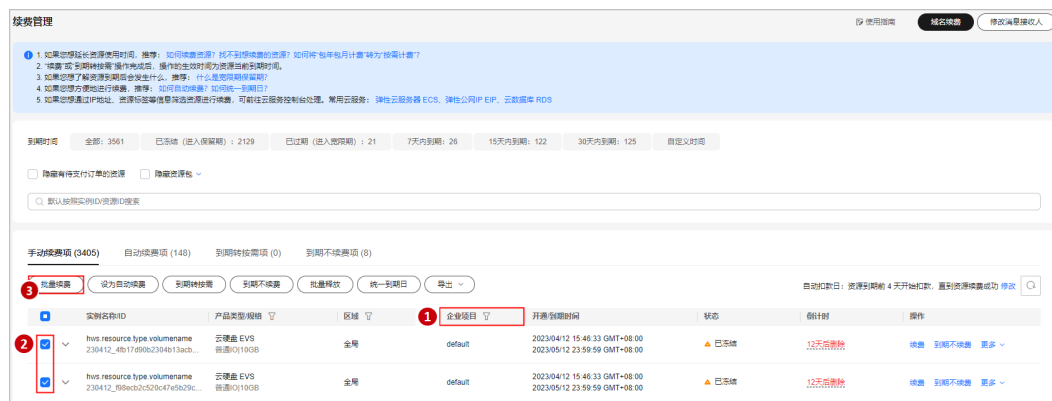 续费管理
使用指南
域名续费
修改消息接收人
1. 如果您想延长资源使用时间，推荐： 如何续费资源？找不到想续费的资源？如何将“包年包月计费”转为“按需计费”？
2. “续费”或“到期转按需”操作完成后，操作的生效时间为资源当前到期时间。
3. 如果您想了解资源到期后会发生什么，推荐： 什么是宽限期保留期？
4. 如果您想方便地进行续费，推荐： 如何自动续费？如何统一到期日？
5. 如果您想通过IP地址、资源标签等信息筛选资源进行续费，可前往云服务控制台处理。常用云服务： 弹性云服务器 ECS、弹性公网IP EIP、云数据库 RDS
到期时间 全部：3561 已冻结（进入保留期）：2129 已过期（进入宽限期）：21 7天内到期：26 15天内到期：122 30天内到期：125 自定义时间
隐藏有待支付订单的资源 隐藏资源包
默认按照实例ID/资源ID搜索
手动续费项 (3405) 自动续费项 (148) 到期转按需项 (0) 到期不续费项 (8)
批量续费 设为自动续费 到期转按需 到期不续费 批量释放 统一到期日 导出
自动扣款日：资源到期前 4 天开始扣款，直到资源续费成功 修改
3
实例名称/ID 产品类型/规格 区域 1 企业项目 开通/到期时间 状态 倒计时 操作
2
hws.resource.type.volumename 云硬盘 EVS 全局 default 2023/04/12 15:46:33 GMT+08:00 已冻结 12天后删除 续费 到期不续费 更多
230412_4fb17d90b2304b13acb... 普通IO|10GB 2023/05/12 23:59:59 GMT+08:00
hws.resource.type.volumename 云硬盘 EVS 全局 default 2023/04/12 15:46:33 GMT+08:00 已冻结 12天后删除 续费 到期不续费 更多
230412_f98ecb2c520c47e5b29c... 普通IO|10GB 2023/05/12 23:59:59 GMT+08:00